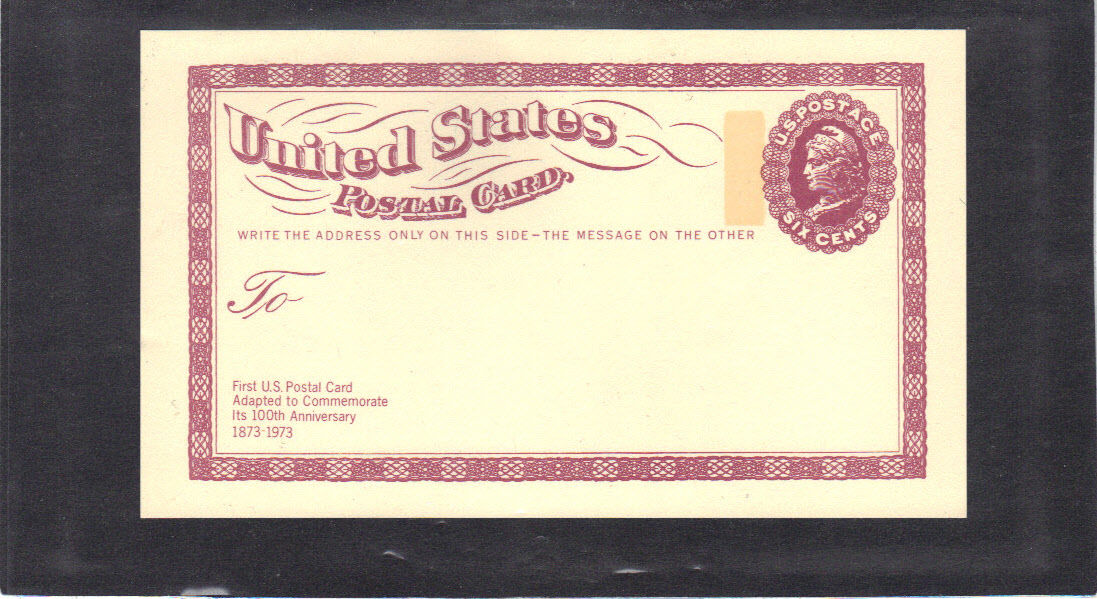 United States
POSTAL CARD.
U.S. POSTAGE
SIX CENTS
WRITE THE ADDRESS ONLY ON THIS SIDE–THE MESSAGE ON THE OTHER
To
First U.S. Postal Card
Adapted to Commemorate
Its 100th Anniversary
1873-1973